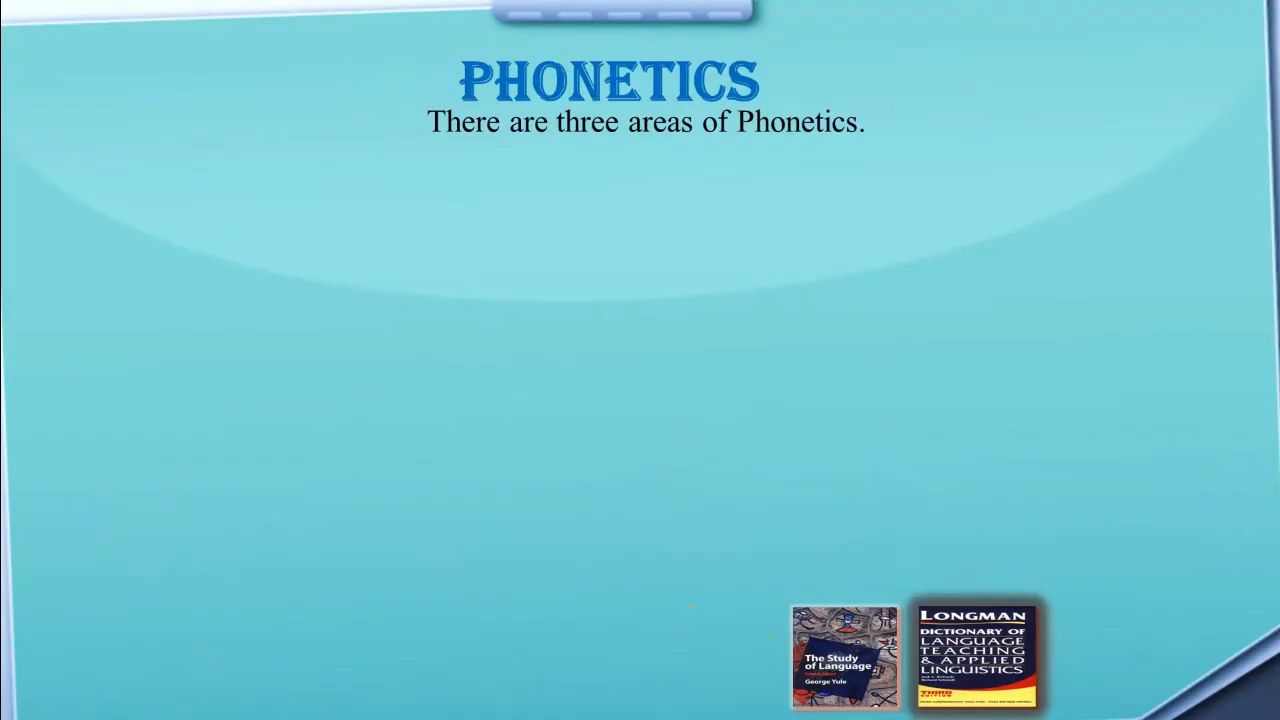 PHONETICS
There are three areas of Phonetics.
The Study
of Language
George Yule
LONGMAN
DICTIONARY OF
LANGUAGE
TEACHING
& APPLIED
LINGUISTICS
THIRD
EDITION